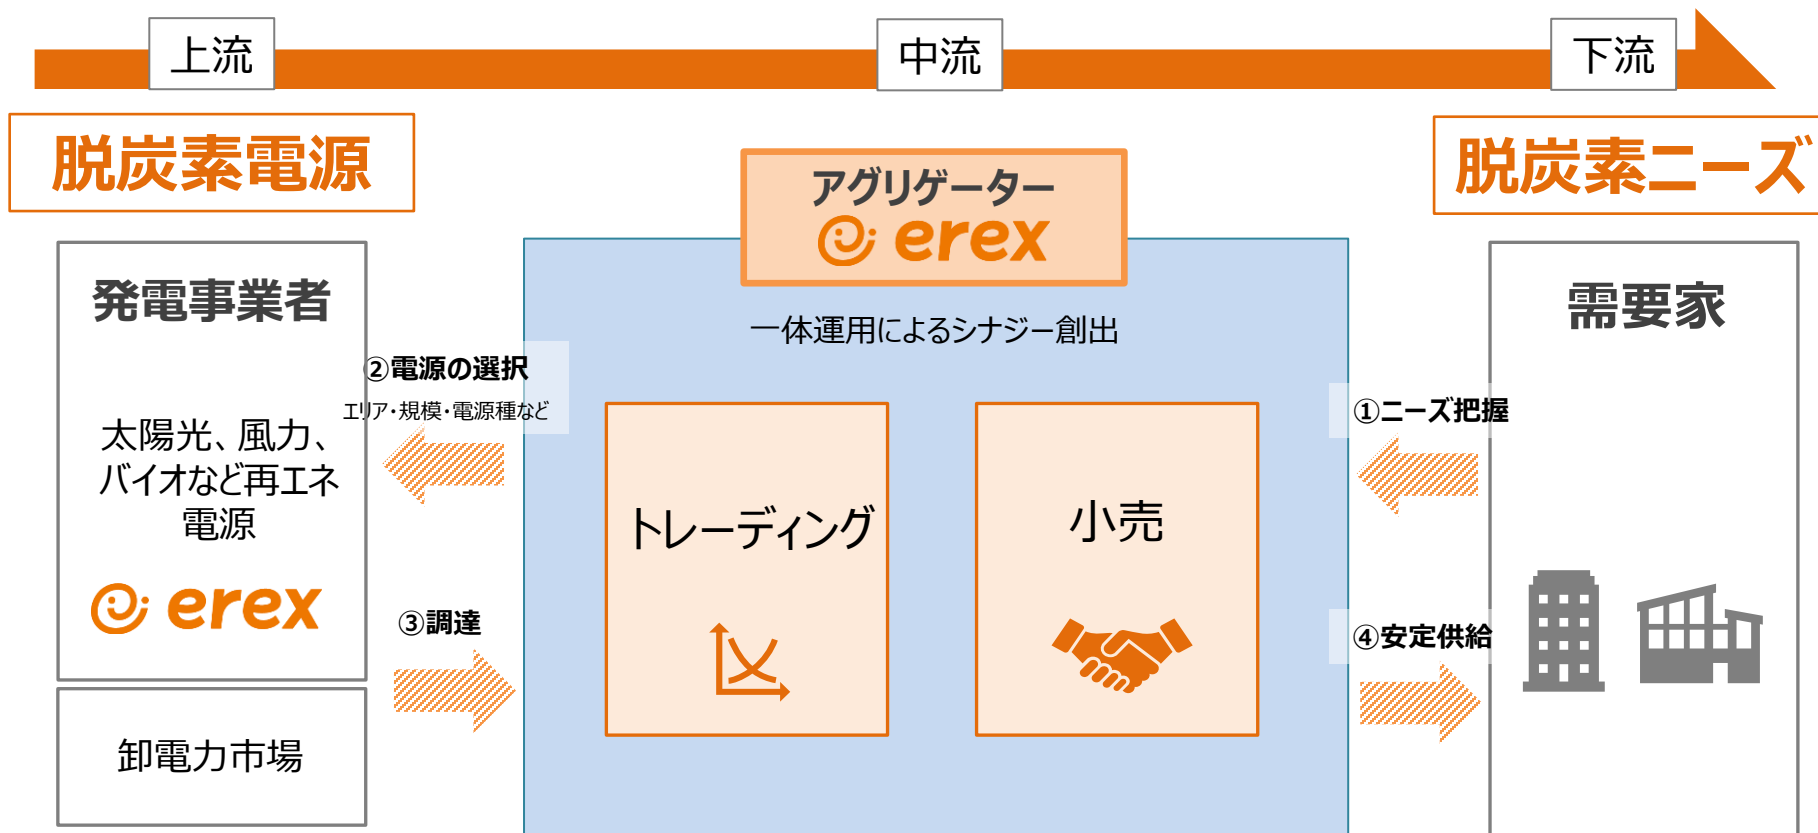 上流
中流
下流
脱炭素電源
脱炭素ニーズ
アグリゲーター
erex
発電事業者
太陽光、風力、
バイオなど再エネ
電源
erex
卸電力市場
②電源の選択
エリア・規模・電源種など
③調達
一体運用によるシナジー創出
トレーディング
小売
①ニーズ把握
④安定供給
需要家